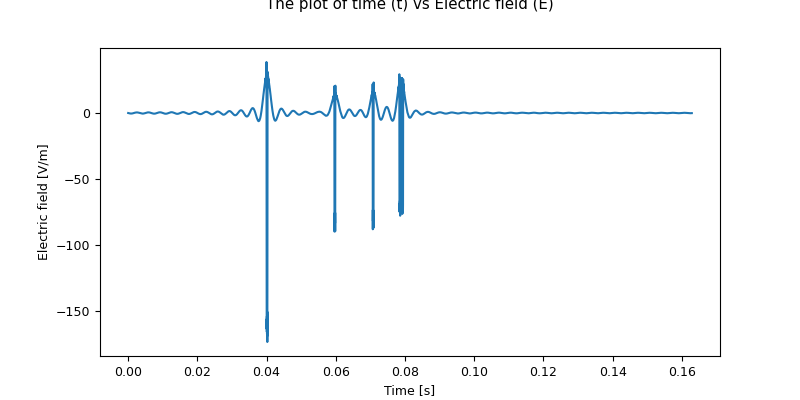 The plot of time (t) vs Electric field (E)
Electric field [V/m]
0
−50
−100
−150
0.00 0.02 0.04 0.06 0.08 0.10 0.12 0.14 0.16
Time [s]